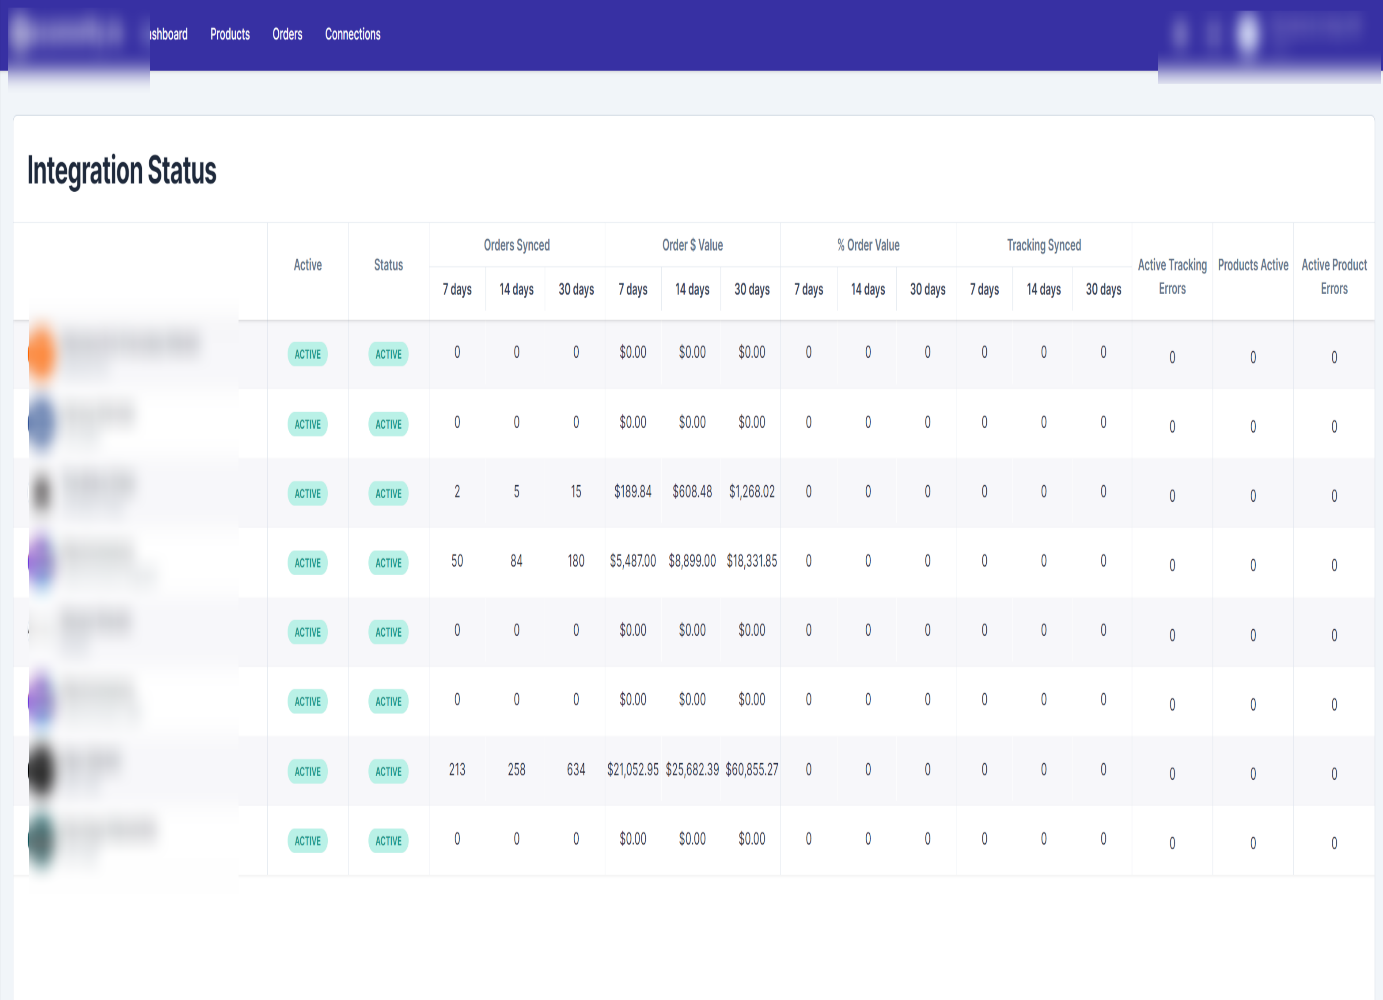 Products Orders Connections
Integration Status
Active Status Orders Synced Order $ Value % Order Value Tracking Synced Active Tracking Errors Products Active Active Product Errors
7 days 14 days 30 days 7 days 14 days 30 days 7 days 14 days 30 days 7 days 14 days 30 days
ACTIVE ACTIVE 0 0 0 $0.00 $0.00 $0.00 0 0 0 0 0 0 0 0 0
ACTIVE ACTIVE 0 0 0 $0.00 $0.00 $0.00 0 0 0 0 0 0 0 0 0
ACTIVE ACTIVE 2 5 15 $189.84 $608.48 $1,268.02 0 0 0 0 0 0 0 0 0
ACTIVE ACTIVE 50 84 180 $5,487.00 $8,899.00 $18,331.85 0 0 0 0 0 0 0 0 0
ACTIVE ACTIVE 0 0 0 $0.00 $0.00 $0.00 0 0 0 0 0 0 0 0 0
ACTIVE ACTIVE 0 0 0 $0.00 $0.00 $0.00 0 0 0 0 0 0 0 0 0
ACTIVE ACTIVE 213 258 634 $21,052.95 $25,682.39 $60,855.27 0 0 0 0 0 0 0 0 0
ACTIVE ACTIVE 0 0 0 $0.00 $0.00 $0.00 0 0 0 0 0 0 0 0 0